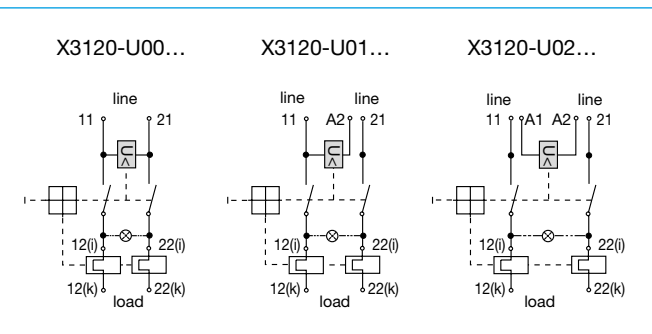 X3120-U00... X3120-U01... X3120-U02...
line line line line line
11 21 11 A2 21 11 A1 A2 21
U< U< U<
I I I
12(i) 22(i) 12(i) 22(i) 12(i) 22(i)
12(k) 22(k) 12(k) 22(k) 12(k) 22(k)
load load load